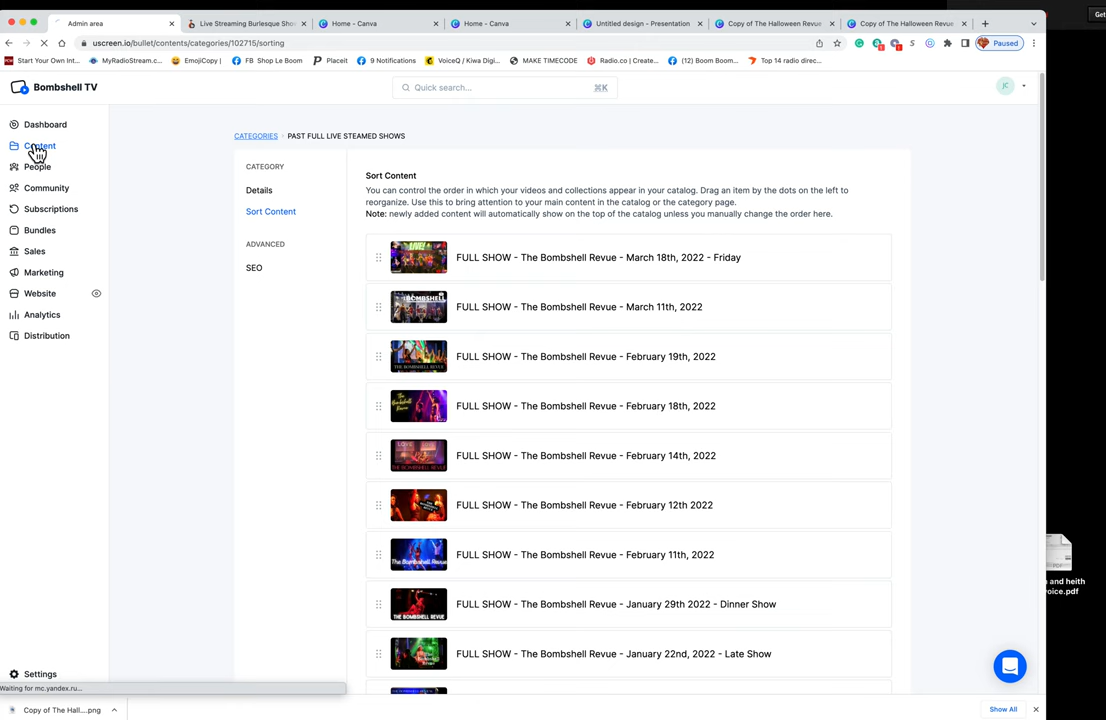 Get
Admin area
Live Streaming Burlesque Sho
Home - Canva
Home - Canva
Untitled design - Presentation
Copy of The Halloween Revue
Copy of The Halloween Revue
uscreen.io/bullet/contents/categories/102715/sorting
Paused
Start Your Own Int...
MyRadioStream.c...
EmojiCopy |
FB Shop Le Boom
Placeit
9 Notifications
VoiceQ / Kiwa Digi...
MAKE TIMECODE
Radio.co | Create...
(12) Boom Boom...
Top 14 radio direc...
Bombshell TV
Quick search...
⌘K
JC
Dashboard
Content
People
Community
Subscriptions
Bundles
Sales
Marketing
Website
Analytics
Distribution
Settings
CATEGORIES
PAST FULL LIVE STEAMED SHOWS
CATEGORY
Details
Sort Content
ADVANCED
SEO
Sort Content
You can control the order in which your videos and collections appear in your catalog. Drag an item by the dots on the left to
reorganize. Use this to bring attention to your main content in the catalog or the category page.
Note: newly added content will automatically show on the top of the catalog unless you manually change the order here.
FULL SHOW - The Bombshell Revue - March 18th, 2022 - Friday
FULL SHOW - The Bombshell Revue - March 11th, 2022
FULL SHOW - The Bombshell Revue - February 19th, 2022
FULL SHOW - The Bombshell Revue - February 18th, 2022
FULL SHOW - The Bombshell Revue - February 14th, 2022
FULL SHOW - The Bombshell Revue - February 12th 2022
FULL SHOW - The Bombshell Revue - February 11th, 2022
FULL SHOW - The Bombshell Revue - January 29th 2022 - Dinner Show
FULL SHOW - The Bombshell Revue - January 22nd, 2022 - Late Show
and heith
voice.pdf
Waiting for mc.yandex.ru...
Copy of The Hall....png
Show All